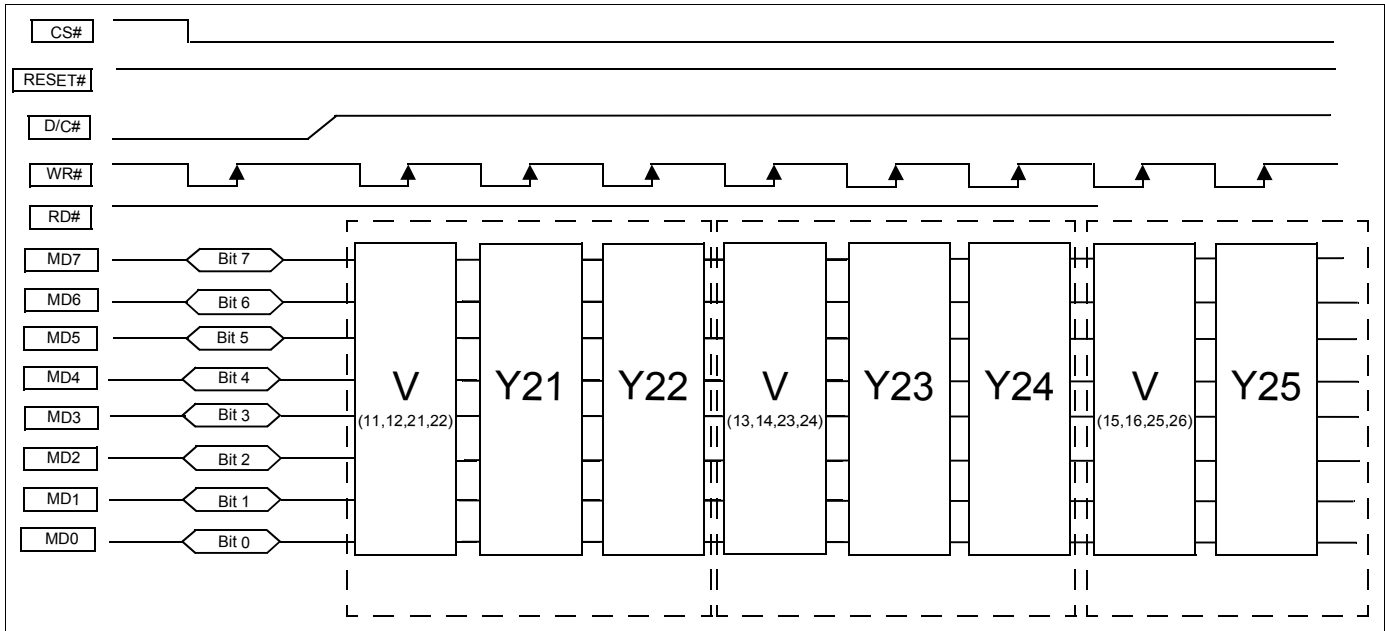 CS#
RESET#
D/C#
WR#
RD#
MD7 Bit 7
MD6 Bit 6
MD5 Bit 5
MD4 Bit 4
MD3 Bit 3
MD2 Bit 2
MD1 Bit 1
MD0 Bit 0
V Y21 Y22 V Y23 Y24 V Y25
(11,12,21,22) (13,14,23,24) (15,16,25,26)